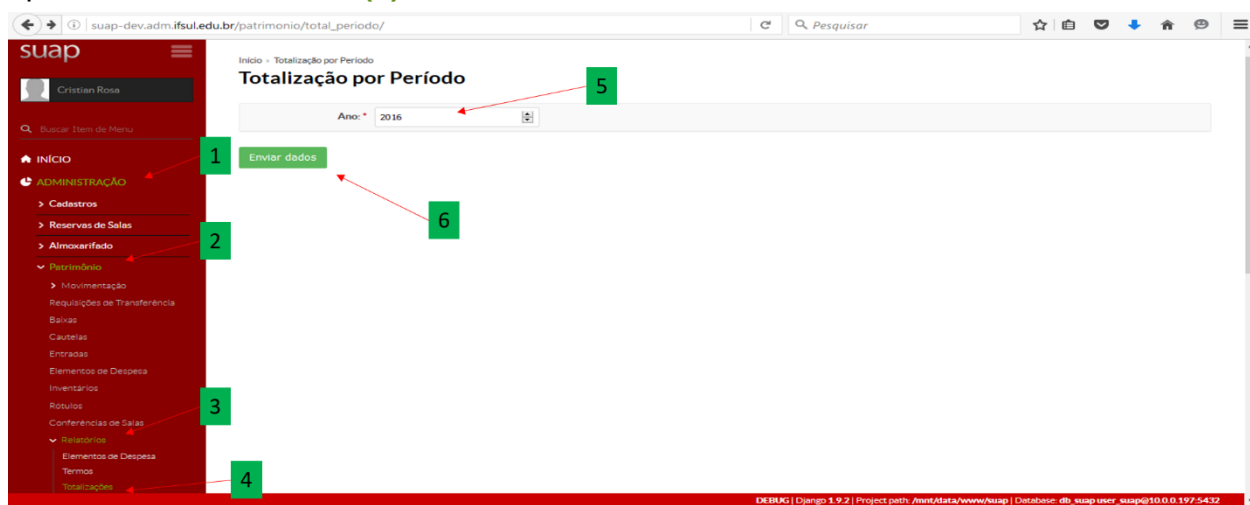 suap-dev.adm.ifsul.edu.br/patrimonio/total_periodo/
Pesquisar
suap
Cristian Rosa
Buscar Item de Menu
INÍCIO
ADMINISTRAÇÃO
Cadastros
Reservas de Salas
Almoxarifado
Patrimônio
Movimentação
Requisições de Transferência
Baixas
Cautelas
Entradas
Elementos de Despesa
Inventários
Rótulos
Conferências de Salas
Relatórios
Elementos de Despesa
Termos
Totalizações
Início » Totalização por Período
Totalização por Período
Ano: * 2016
Enviar dados
1
2
3
4
5
6
DEBUG | Django 1.9.2 | Project path: /mnt/data/www/suap | Database: db_suap user_suap@10.0.0.197:5432